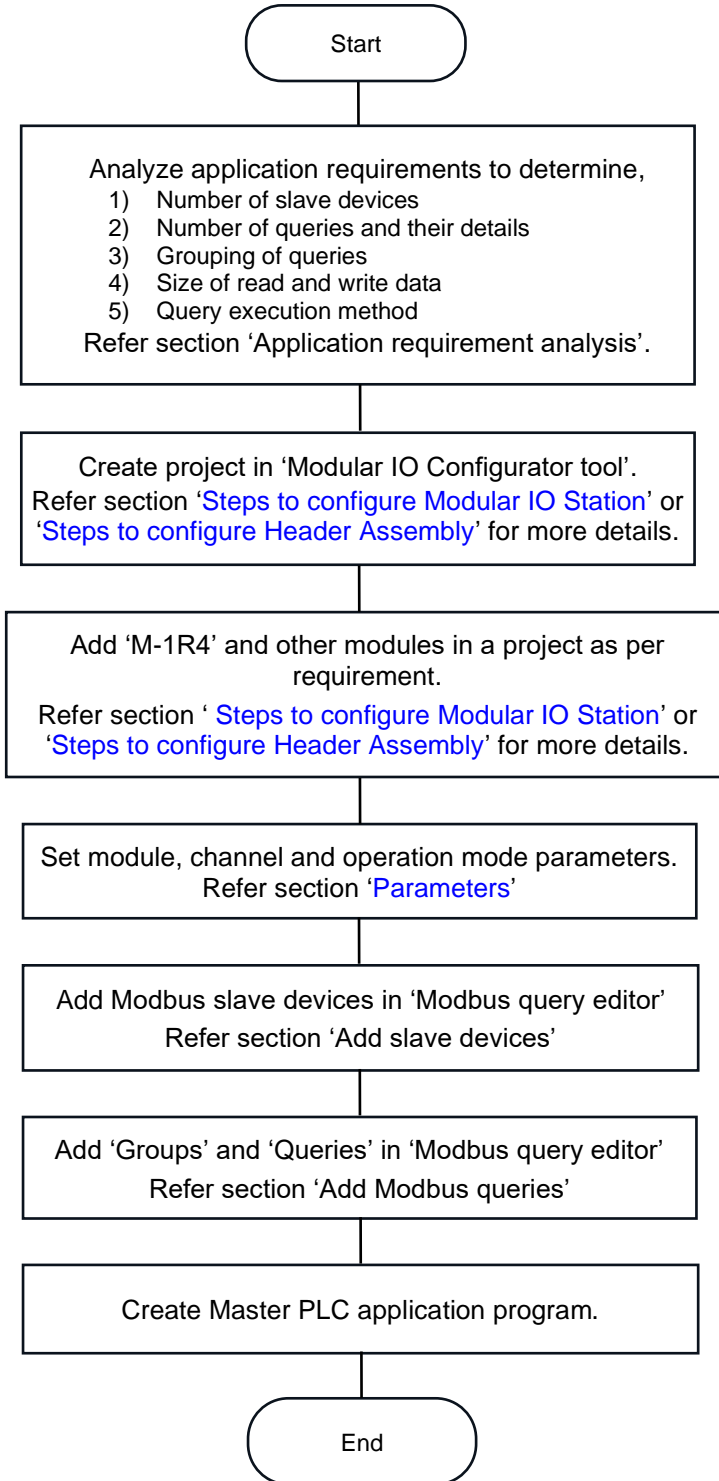 Start
Analyze application requirements to determine,
1) Number of slave devices
2) Number of queries and their details
3) Grouping of queries
4) Size of read and write data
5) Query execution method
Refer section ‘Application requirement analysis’.
Create project in ‘Modular IO Configurator tool’.
Refer section ‘Steps to configure Modular IO Station’ or
‘Steps to configure Header Assembly’ for more details.
Add ‘M-1R4’ and other modules in a project as per
requirement.
Refer section ‘ Steps to configure Modular IO Station’ or
‘Steps to configure Header Assembly’ for more details.
Set module, channel and operation mode parameters.
Refer section ‘Parameters’
Add Modbus slave devices in ‘Modbus query editor’
Refer section ‘Add slave devices’
Add ‘Groups’ and ‘Queries’ in ‘Modbus query editor’
Refer section ‘Add Modbus queries’
Create Master PLC application program.
End